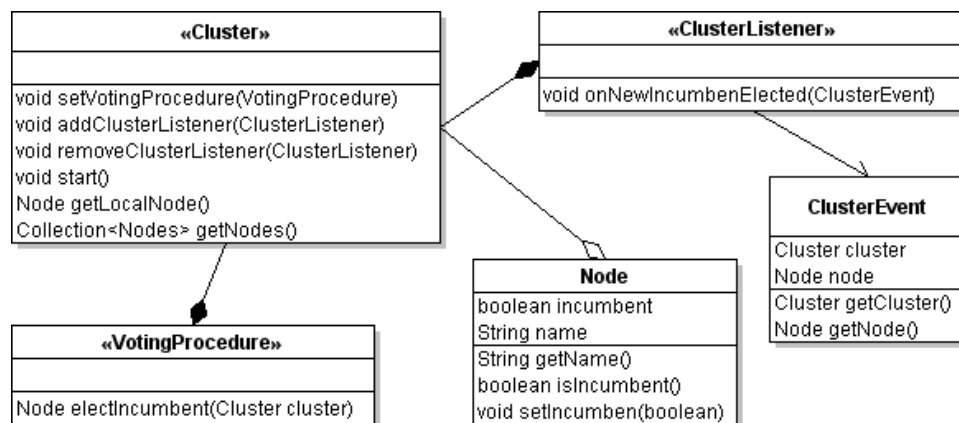 «Cluster»
void setVotingProcedure(VotingProcedure)
void addClusterListener(ClusterListener)
void removeClusterListener(ClusterListener)
void start()
Node getLocalNode()
Collection<Nodes> getNodes()
«ClusterListener»
void onNewIncumbenElected(ClusterEvent)
ClusterEvent
Cluster cluster
Node node
Cluster getCluster()
Node getNode()
Node
boolean incumbent
String name
String getName()
boolean isIncumbent()
void setIncumben(boolean)
«VotingProcedure»
Node electIncumbent(Cluster cluster)